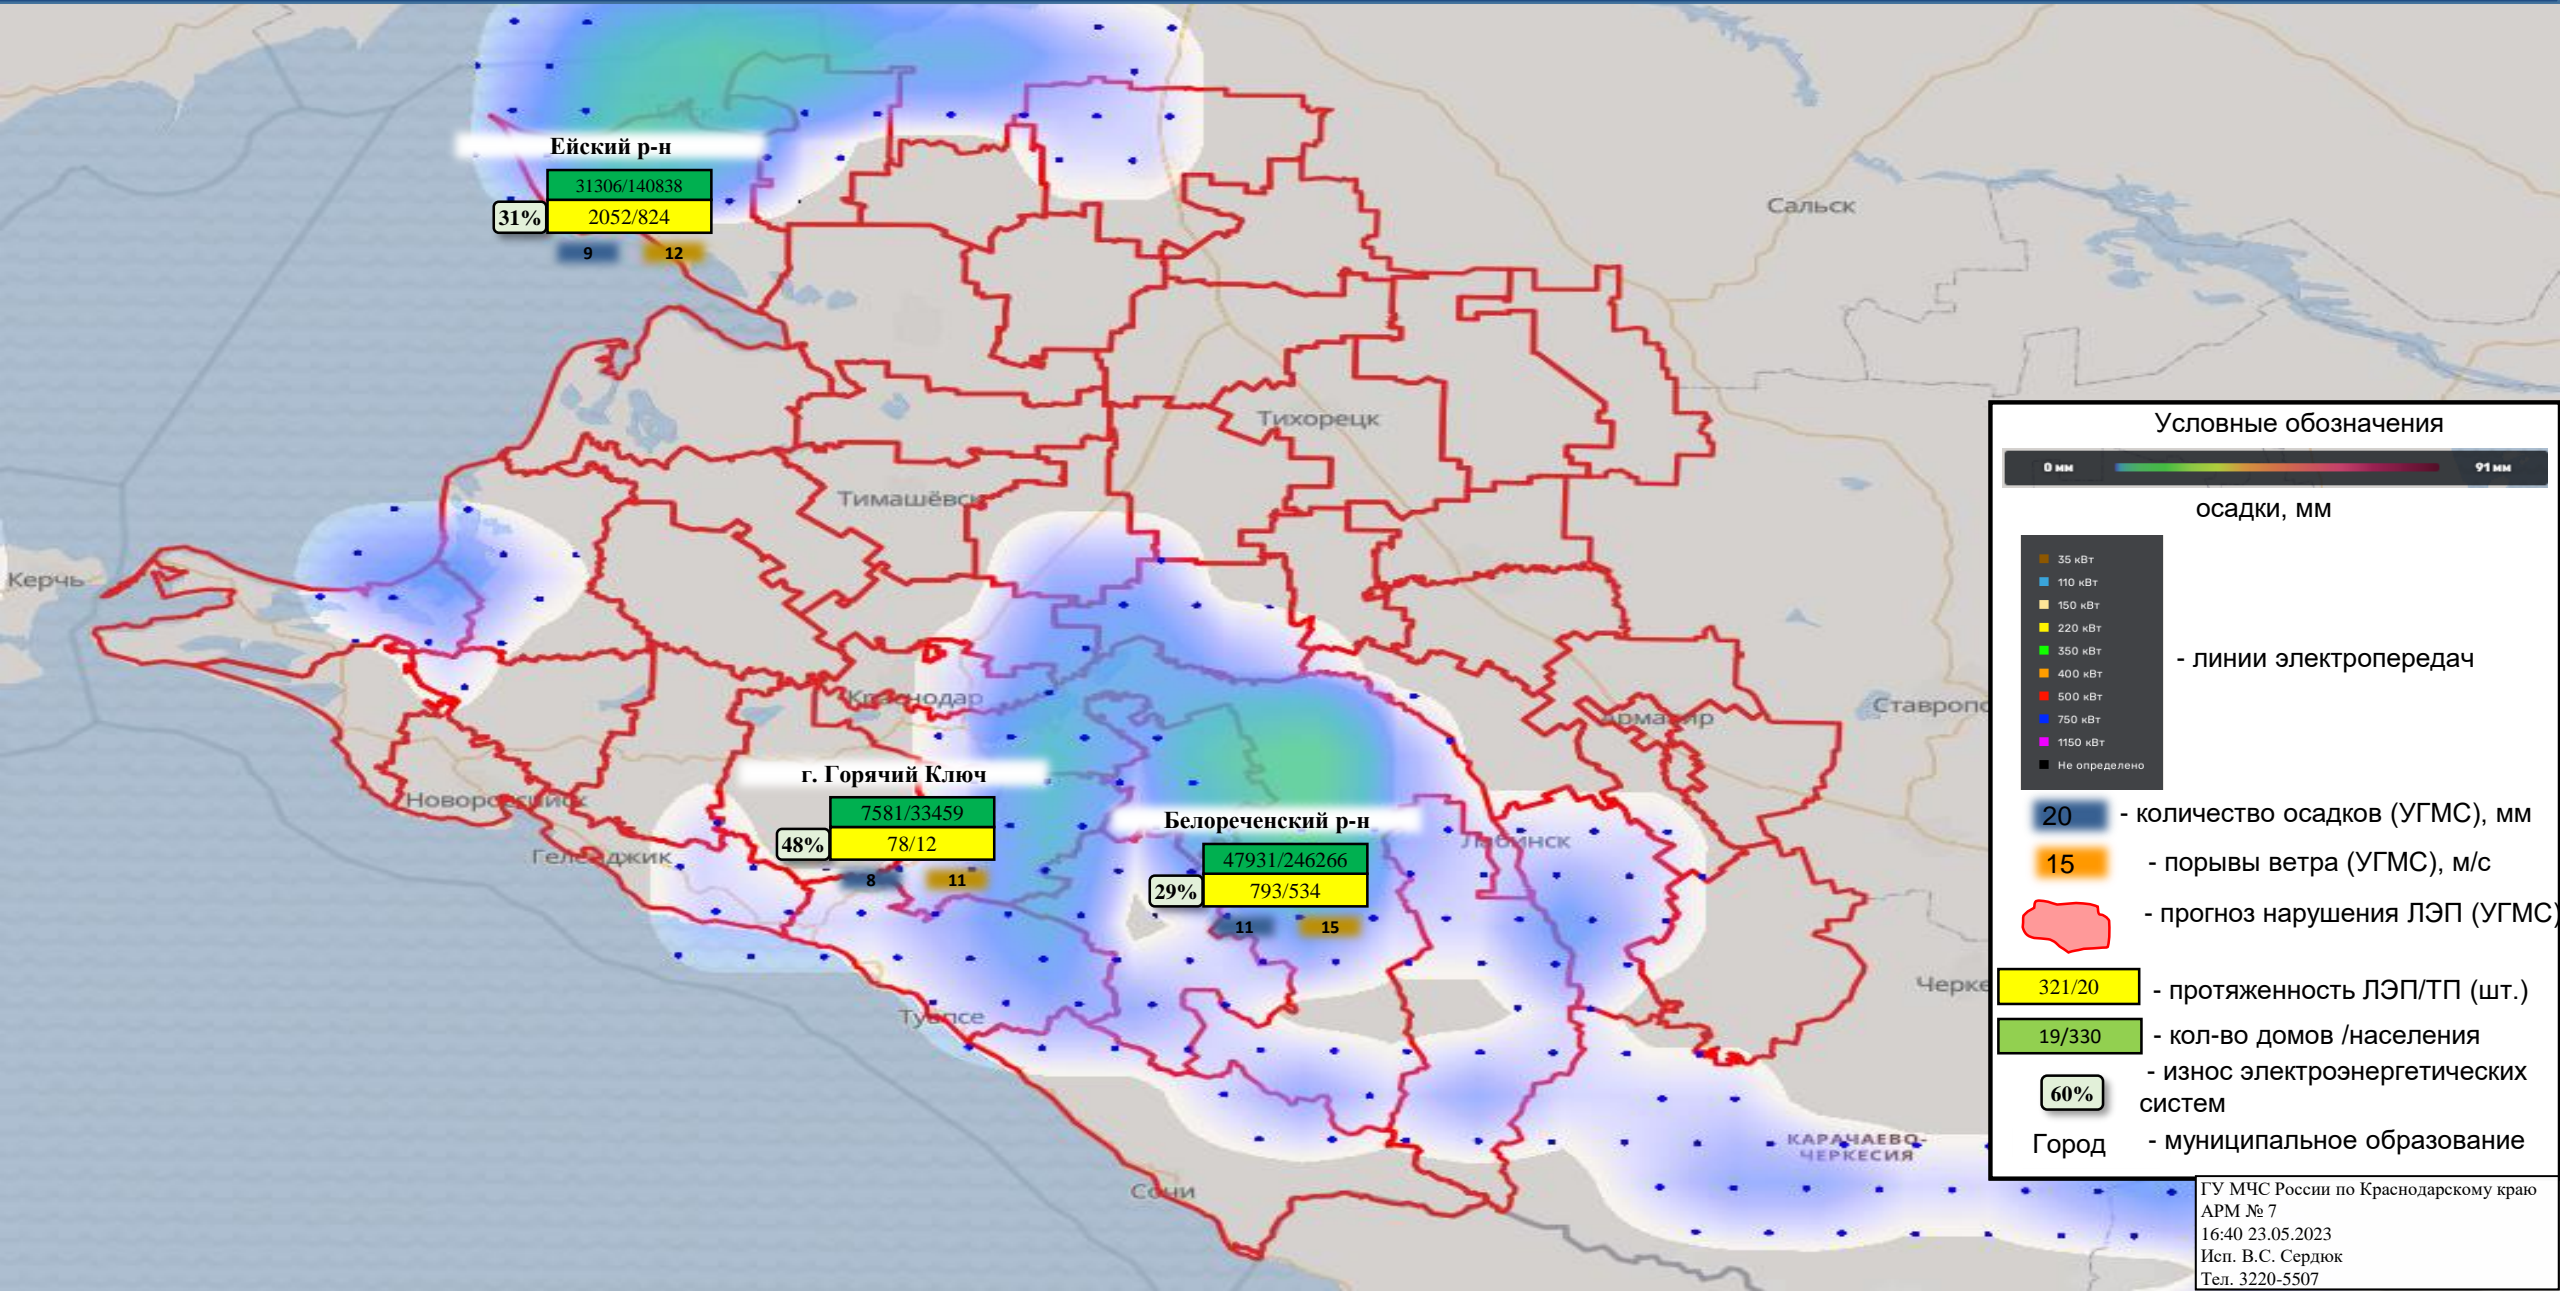 Ейский р-н
31306/140838
31%
2052/824
9
12
Сальск
Тихорецк
Тимашёвск
Керчь
Краснодар
Армавир
Ставропо
г. Горячий Ключ
7581/33459
48%
78/12
8
11
Новороссийск
Геленджик
Белореченский р-н
47931/246266
29%
793/534
11
15
Лабинск
Черке
Туапсе
Сочи
КАРАЧАЕВО-
ЧЕРКЕСИЯ
Условные обозначения
0 мм
91 мм
осадки, мм
35 кВт
110 кВт
150 кВт
220 кВт
350 кВт
400 кВт
500 кВт
750 кВт
1150 кВт
Не определено
- линии электропередач
20 - количество осадков (УГМС), мм
15 - порывы ветра (УГМС), м/с
- прогноз нарушения ЛЭП (УГМС)
321/20 - протяженность ЛЭП/ТП (шт.)
19/330 - кол-во домов /населения
60% - износ электроэнергетических
систем
Город - муниципальное образование
ГУ МЧС России по Краснодарскому краю
АРМ № 7
16:40 23.05.2023
Исп. В.С. Сердюк
Тел. 3220-5507